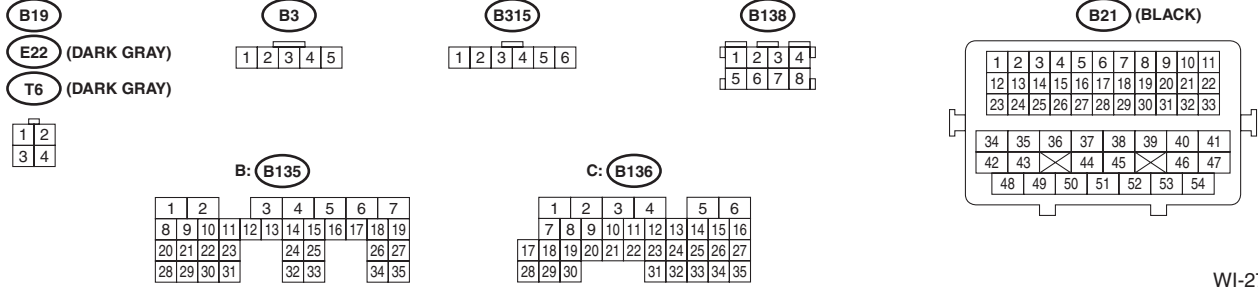 B19
E22 (DARK GRAY)
T6 (DARK GRAY)
1 2
3 4
B3
1 2 3 4 5
B315
1 2 3 4 5 6
B138
1 2 3 4
5 6 7 8
B21 (BLACK)
1 2 3 4 5 6 7 8 9 10 11
12 13 14 15 16 17 18 19 20 21 22
23 24 25 26 27 28 29 30 31 32 33
34 35 36 37 38 39 40 41
42 43 44 45 46 47
48 49 50 51 52 53 54
B: B135
1 2 3 4 5 6 7
8 9 10 11 12 13 14 15 16 17 18 19
20 21 22 23 24 25 26 27
28 29 30 31 32 33 34 35
C: B136
1 2 3 4 5 6
7 8 9 10 11 12 13 14 15 16
17 18 19 20 21 22 23 24 25 26 27
28 29 30 31 32 33 34 35